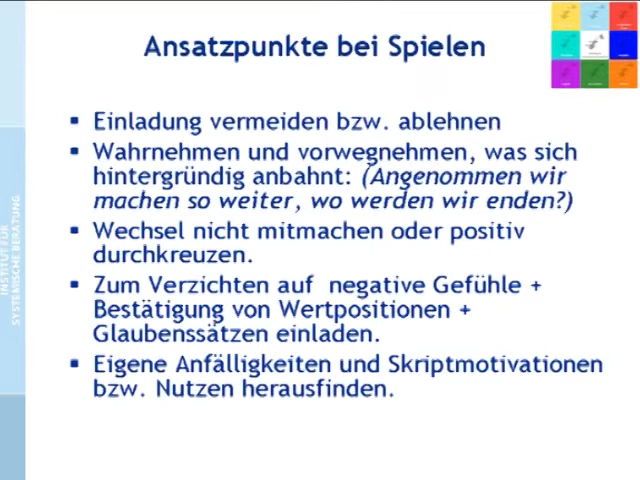 Ansatzpunkte bei Spielen
Einladung vermeiden bzw. ablehnen
Wahrnehmen und vorwegnehmen, was sich
hintergründig anbahnt: (Angenommen wir
machen so weiter, wo werden wir enden?)
Wechsel nicht mitmachen oder positiv
durchkreuzen.
Zum Verzichten auf negative Gefühle +
Bestätigung von Wertpositionen +
Glaubenssätzen einladen.
Eigene Anfälligkeiten und Skriptmotivationen
bzw. Nutzen herausfinden.
INSTITUT FÜR
SYSTEMISCHE BERATUNG